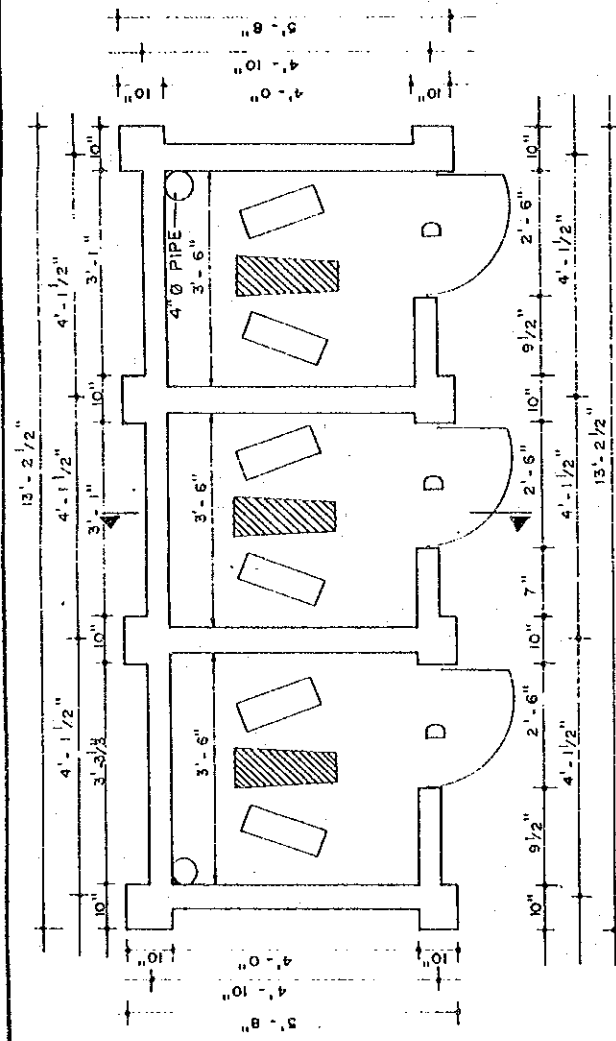 13'-2 1/2"
4'-1 1/2" 4'-1 1/2" 4'-1 1/2"
10" 3'-3 1/3" 10" 3'-1" 10" 3'-1" 10"
5'-8"
4'-10"
10"
4'-0"
10"
4"Ø PIPE
3'-6" 3'-6" 3'-6"
D D D
10"
4'-0"
10"
4'-10"
5'-8"
10" 9 1/2" 2'-6" 10" 7" 2'-6" 10" 9 1/2" 2'-6" 10"
4'-1 1/2" 4'-1 1/2" 4'-1 1/2"
13'-2 1/2"